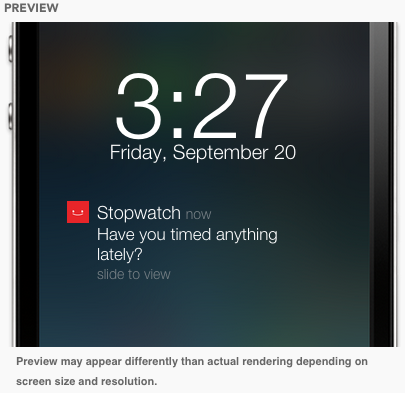 PREVIEW
3:27
Friday, September 20
Stopwatch now
Have you timed anything
lately?
slide to view
Preview may appear differently than actual rendering depending on
screen size and resolution.